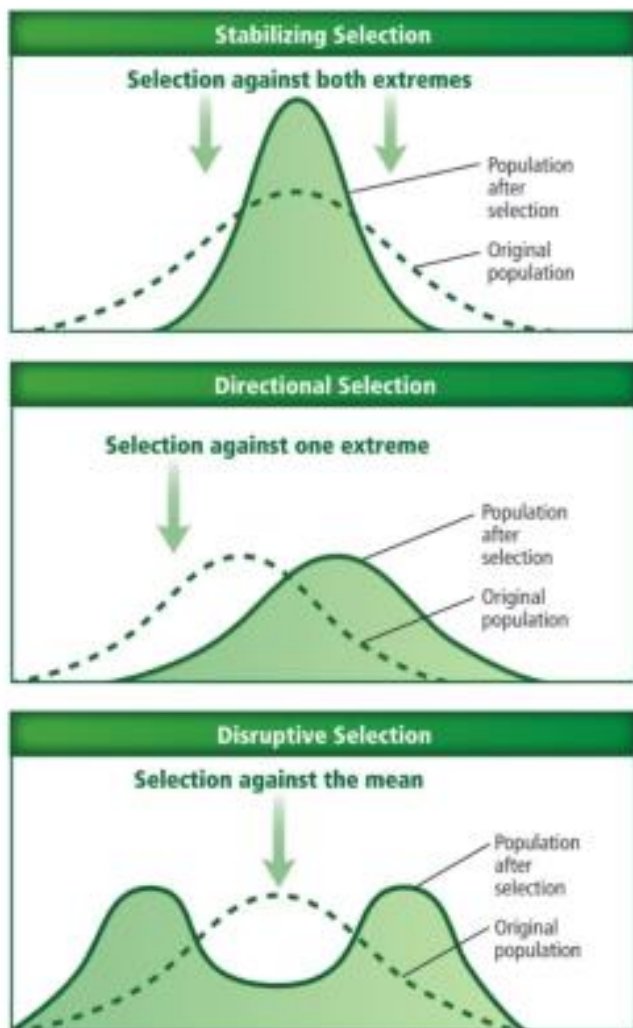 Stabilizing Selection
Selection against both extremes
Population
after
selection
Original
population
Directional Selection
Selection against one extreme
Population
after
selection
Original
population
Disruptive Selection
Selection against the mean
Population
after
selection
Original
population